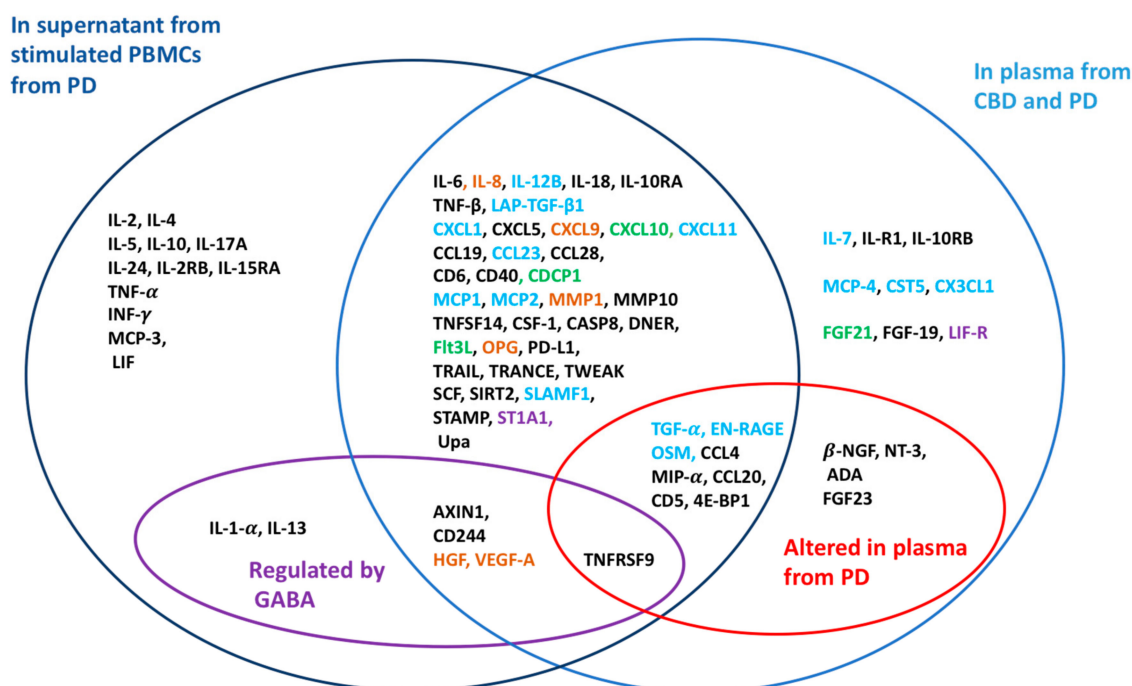 In supernatant from
stimulated PBMCs
from PD
In plasma from
CBD and PD
IL-2, IL-4
IL-5, IL-10, IL-17A
IL-24, IL-2RB, IL-15RA
TNF-α
INF-γ
MCP-3,
LIF
IL-6, IL-8, IL-12B, IL-18, IL-10RA
TNF-β, LAP-TGF-β1
CXCL1, CXCL5, CXCL9, CXCL10, CXCL11
CCL19, CCL23, CCL28,
CD6, CD40, CDCP1
MCP1, MCP2, MMP1, MMP10
TNFSF14, CSF-1, CASP8, DNER,
Flt3L, OPG, PD-L1,
TRAIL, TRANCE, TWEAK
SCF, SIRT2, SLAMF1,
STAMP, ST1A1,
Upa
IL-7, IL-R1, IL-10RB
MCP-4, CST5, CX3CL1
FGF21, FGF-19, LIF-R
TGF-α, EN-RAGE
OSM, CCL4
MIP-α, CCL20,
CD5, 4E-BP1
β-NGF, NT-3,
ADA
FGF23
IL-1-α, IL-13
AXIN1,
CD244
HGF, VEGF-A
TNFRSF9
Regulated by
GABA
Altered in plasma
from PD